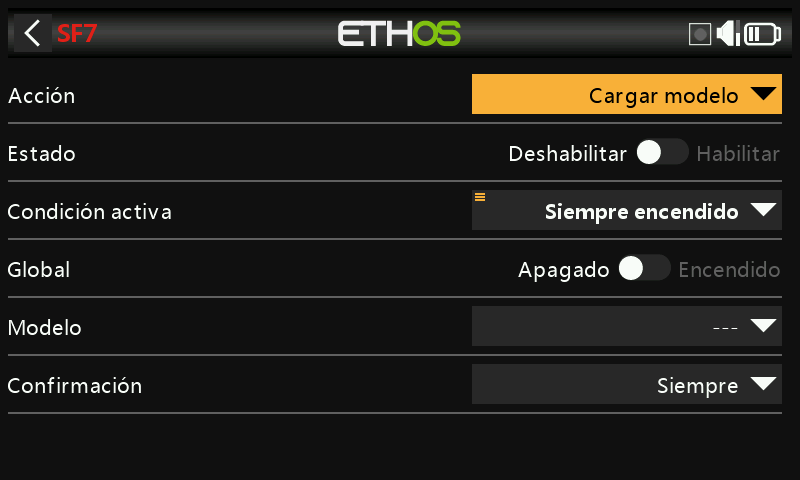 SF7
ETHOS
Acción Cargar modelo
Estado Deshabilitar Habilitar
Condición activa Siempre encendido
Global Apagado Encendido
Modelo ---
Confirmación Siempre